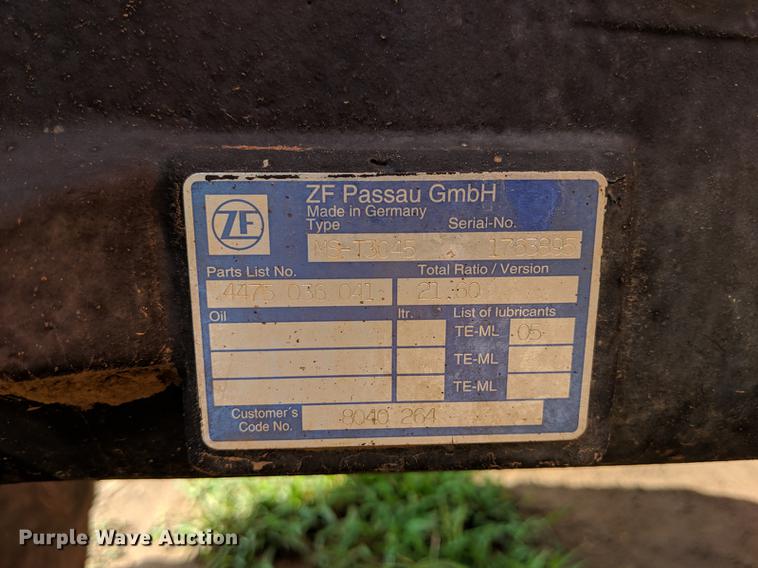 ZF
ZF Passau GmbH
Made in Germany
Type Serial-No.
MS-T3045 1763895
Parts List No. Total Ratio / Version
4475 036 041 21.60
Oil ltr. List of lubricants
TE-ML 05
TE-ML
TE-ML
Customer's
Code No. 8040 264
Purple Wave Auction